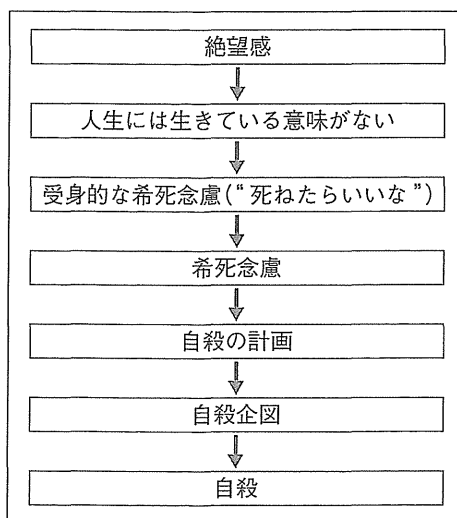 絶望感
人生には生きている意味がない
受身的な希死念慮(“死ねたらいいな”)
希死念慮
自殺の計画
自殺企図
自殺